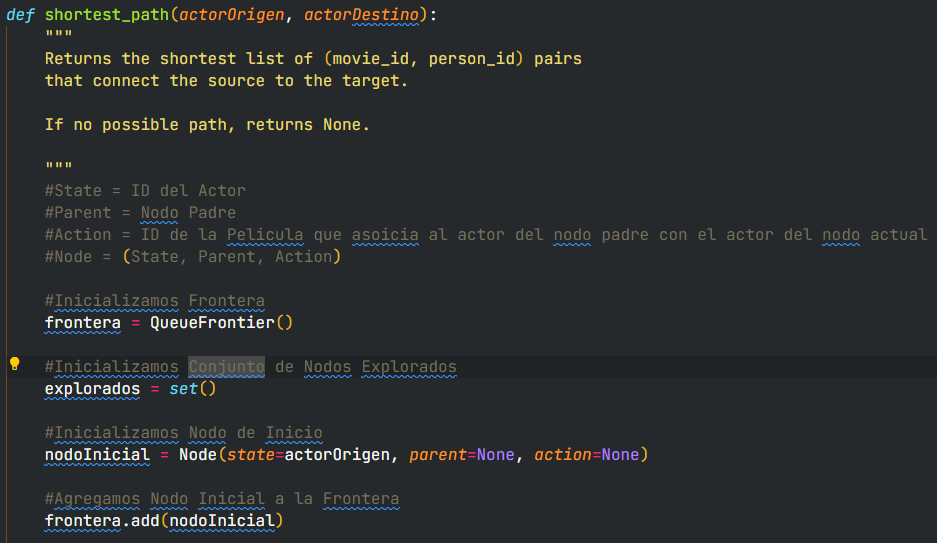 def shortest_path(actorOrigen, actorDestino):
"""
Returns the shortest list of (movie_id, person_id) pairs
that connect the source to the target.
If no possible path, returns None.
"""
#State = ID del Actor
#Parent = Nodo Padre
#Action = ID de la Pelicula que asoicia al actor del nodo padre con el actor del nodo actual
#Node = (State, Parent, Action)
#Inicializamos Frontera
frontera = QueueFrontier()
#Inicializamos Conjunto de Nodos Explorados
explorados = set()
#Inicializamos Nodo de Inicio
nodoInicial = Node(state=actorOrigen, parent=None, action=None)
#Agregamos Nodo Inicial a la Frontera
frontera.add(nodoInicial)